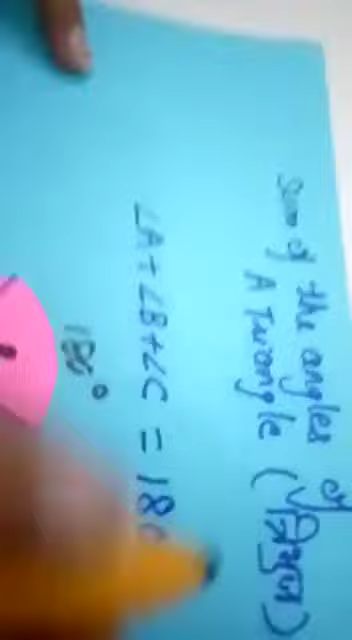 Sum of the angles of
A Triangle (ত্রিভুজ)
∠A+∠B+∠C = 180
180°